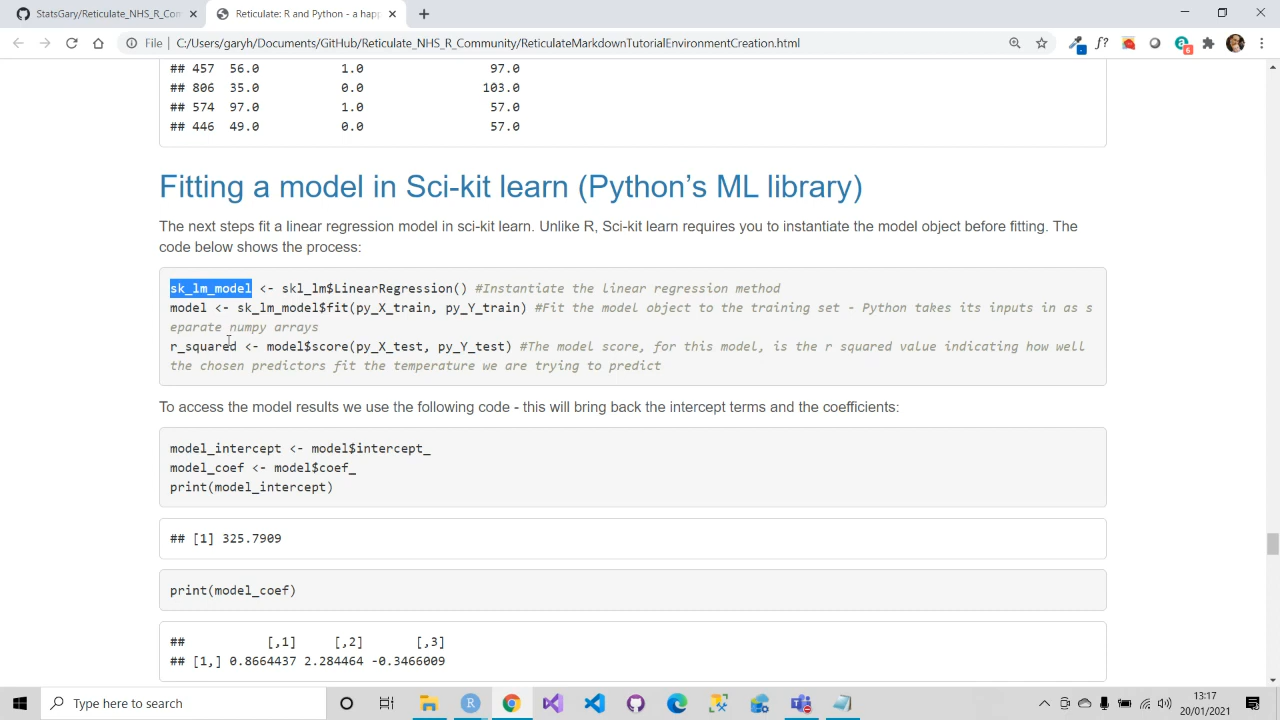 StatsGary/Reticulate_NHS_R_Com
Reticulate: R and Python - a happ
File
C:/Users/garyh/Documents/GitHub/Reticulate_NHS_R_Community/ReticulateMarkdownTutorialEnvironmentCreation.html
## 457 56.0 1.0 97.0
## 806 35.0 0.0 103.0
## 574 97.0 1.0 57.0
## 446 49.0 0.0 57.0
Fitting a model in Sci-kit learn (Python's ML library)
The next steps fit a linear regression model in sci-kit learn. Unlike R, Sci-kit learn requires you to instantiate the model object before fitting. The
code below shows the process:
sk_lm_model <- skl_lm$LinearRegression() #Instantiate the linear regression method
model <- sk_lm_model$fit(py_X_train, py_Y_train) #Fit the model object to the training set - Python takes its inputs in as s
eparate numpy arrays
r_squared <- model$score(py_X_test, py_Y_test) #The model score, for this model, is the r squared value indicating how well
the chosen predictors fit the temperature we are trying to predict
To access the model results we use the following code - this will bring back the intercept terms and the coefficients:
model_intercept <- model$intercept_
model_coef <- model$coef_
print(model_intercept)
## [1] 325.7909
print(model_coef)
## [,1] [,2] [,3]
## [1,] 0.8664437 2.284464 -0.3466009
Type here to search
13:17
20/01/2021